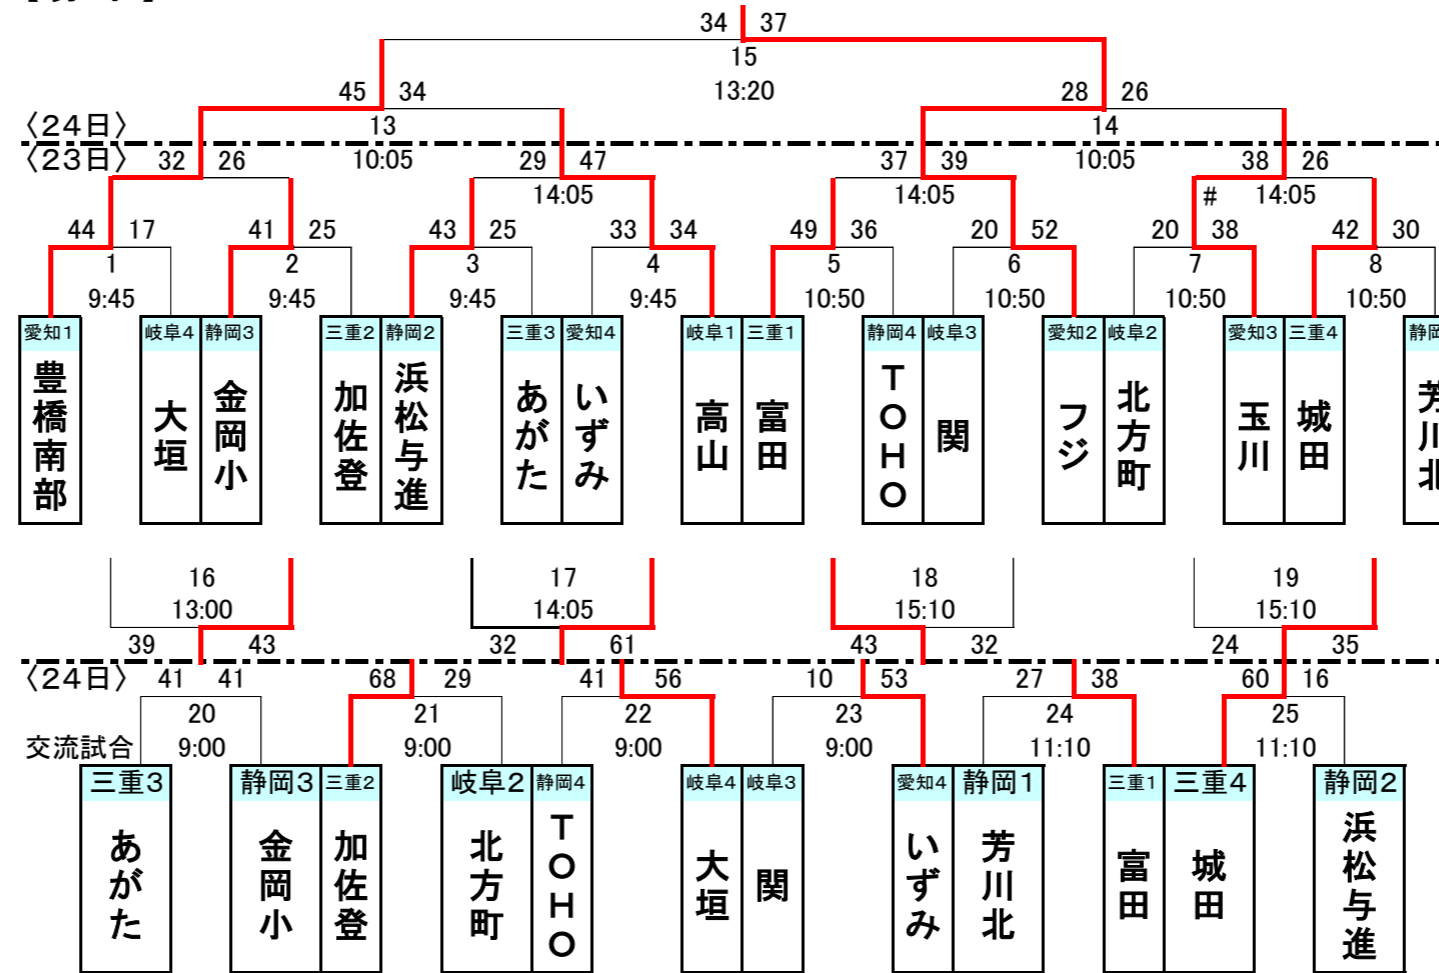 34 37
15
13:20
45 34 28 26
〈24日〉 13 14
〈23日〉 32 26 10:05 29 47 37 39 10:05 38 26
14:05 14:05 # 14:05
44 17 41 25 43 25 33 34 49 36 20 52 20 38 42 30
1 2 3 4 5 6 7 8
9:45 9:45 9:45 9:45 10:50 10:50 10:50 10:50
愛知1 岐阜4 静岡3 三重2 静岡2 三重3 愛知4 岐阜1 三重1 静岡4 岐阜3 愛知2 岐阜2 愛知3 三重4 静岡
豊橋南部 大垣 金岡小 加佐登 浜松与進 あがた いずみ 高山 富田 TOHO 関 フジ 北方町 玉川 城田 芳川北
16 17 18 19
13:00 14:05 15:10 15:10
39 43 32 61 43 32 24 35
〈24日〉 41 41 68 29 41 56 10 53 27 38 60 16
20 21 22 23 24 25
交流試合 9:00 9:00 9:00 9:00 11:10 11:10
三重3 静岡3 三重2 岐阜2 静岡4 岐阜4 岐阜3 愛知4 静岡1 三重1 三重4 静岡2
あがた 金岡小 加佐登 北方町 TOHO 大垣 関 いずみ 芳川北 富田 城田 浜松与進